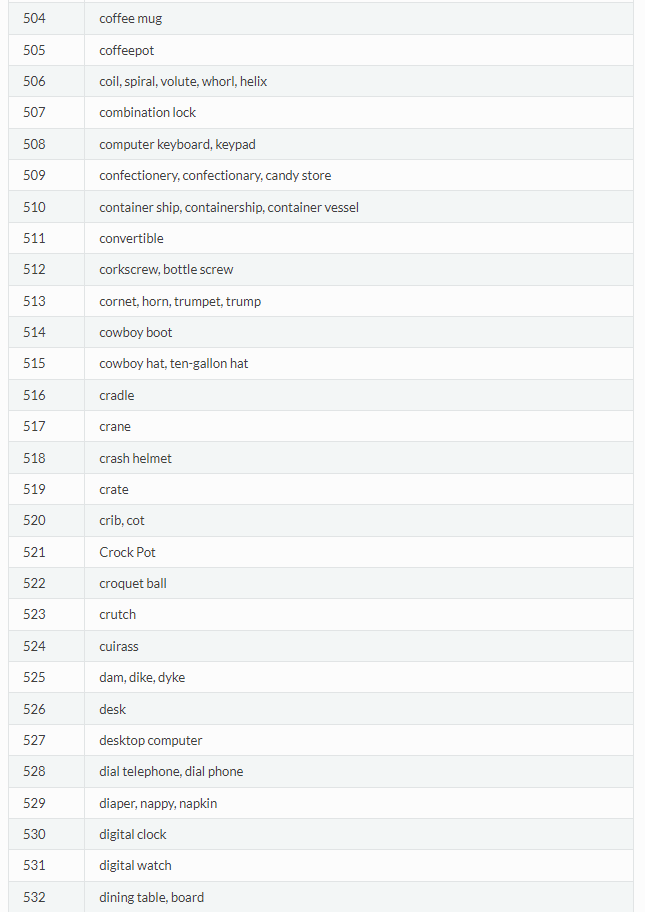 504 coffee mug
505 coffeepot
506 coil, spiral, volute, whorl, helix
507 combination lock
508 computer keyboard, keypad
509 confectionery, confectionary, candy store
510 container ship, containership, container vessel
511 convertible
512 corkscrew, bottle screw
513 cornet, horn, trumpet, trump
514 cowboy boot
515 cowboy hat, ten-gallon hat
516 cradle
517 crane
518 crash helmet
519 crate
520 crib, cot
521 Crock Pot
522 croquet ball
523 crutch
524 cuirass
525 dam, dike, dyke
526 desk
527 desktop computer
528 dial telephone, dial phone
529 diaper, nappy, napkin
530 digital clock
531 digital watch
532 dining table, board